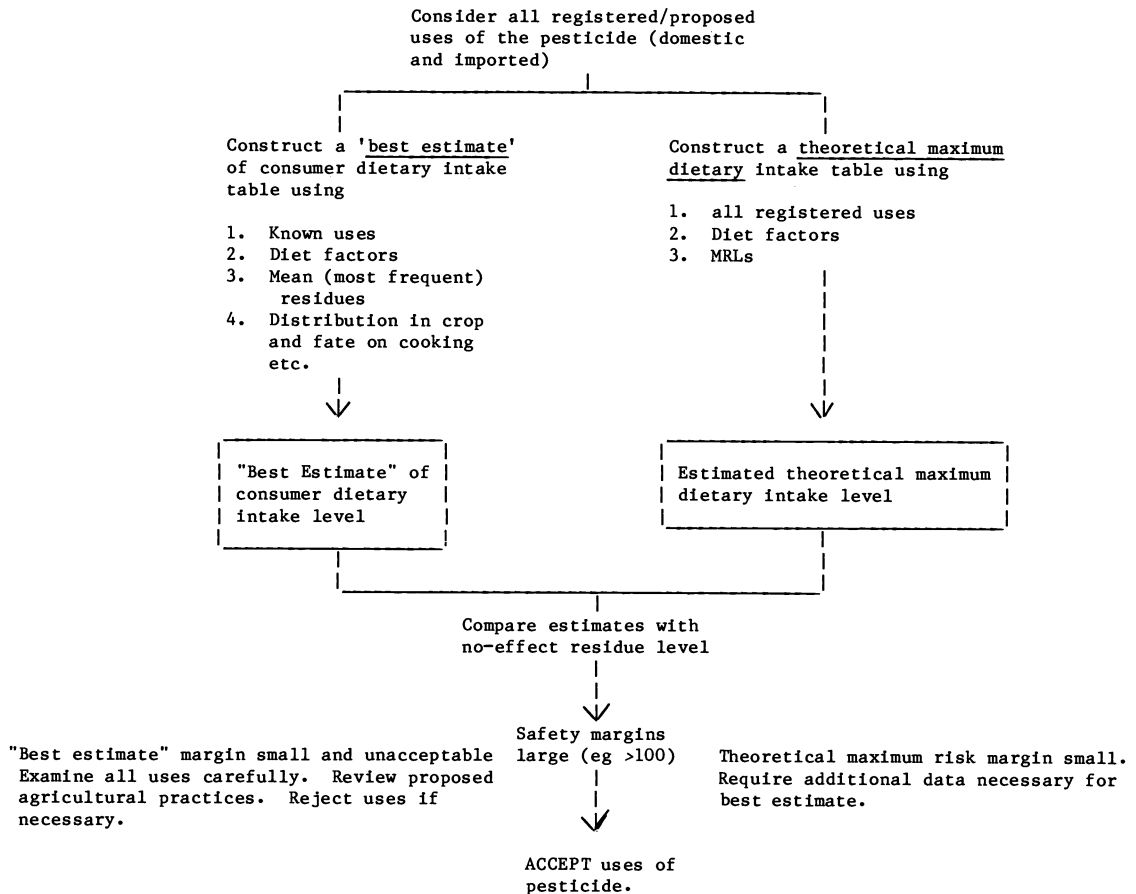 Consider all registered/proposed
uses of the pesticide (domestic
and imported)
Construct a 'best estimate'
of consumer dietary intake
table using
1. Known uses
2. Diet factors
3. Mean (most frequent)
residues
4. Distribution in crop
and fate on cooking
etc.
Construct a theoretical maximum
dietary intake table using
1. all registered uses
2. Diet factors
3. MRLs
"Best Estimate" of
consumer dietary
intake level
Estimated theoretical maximum
dietary intake level
Compare estimates with
no-effect residue level
"Best estimate" margin small and unacceptable
Examine all uses carefully. Review proposed
agricultural practices. Reject uses if
necessary.
Safety margins
large (eg >100)
Theoretical maximum risk margin small.
Require additional data necessary for
best estimate.
ACCEPT uses of
pesticide.